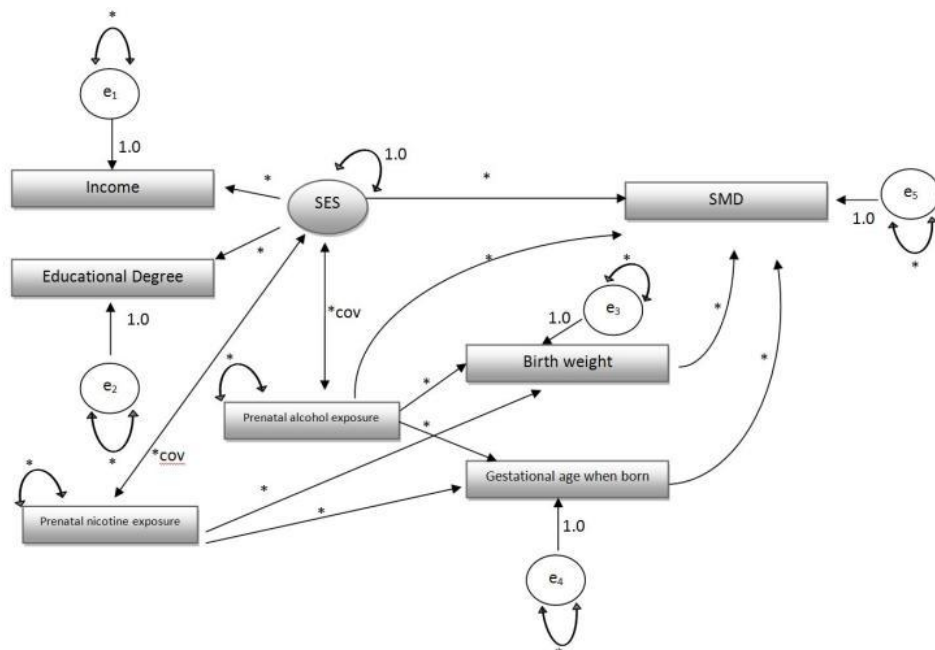 *
e1
1.0
Income
*
SES
1.0
*
SMD
1.0
e5
*
Educational Degree
*
1.0
e2
*
*cov
*cov
*
*
e3
1.0
Birth weight
*
*
*
Prenatal alcohol exposure
*
*
Gestational age when born
*
Prenatal nicotine exposure
*
*
1.0
e4
*